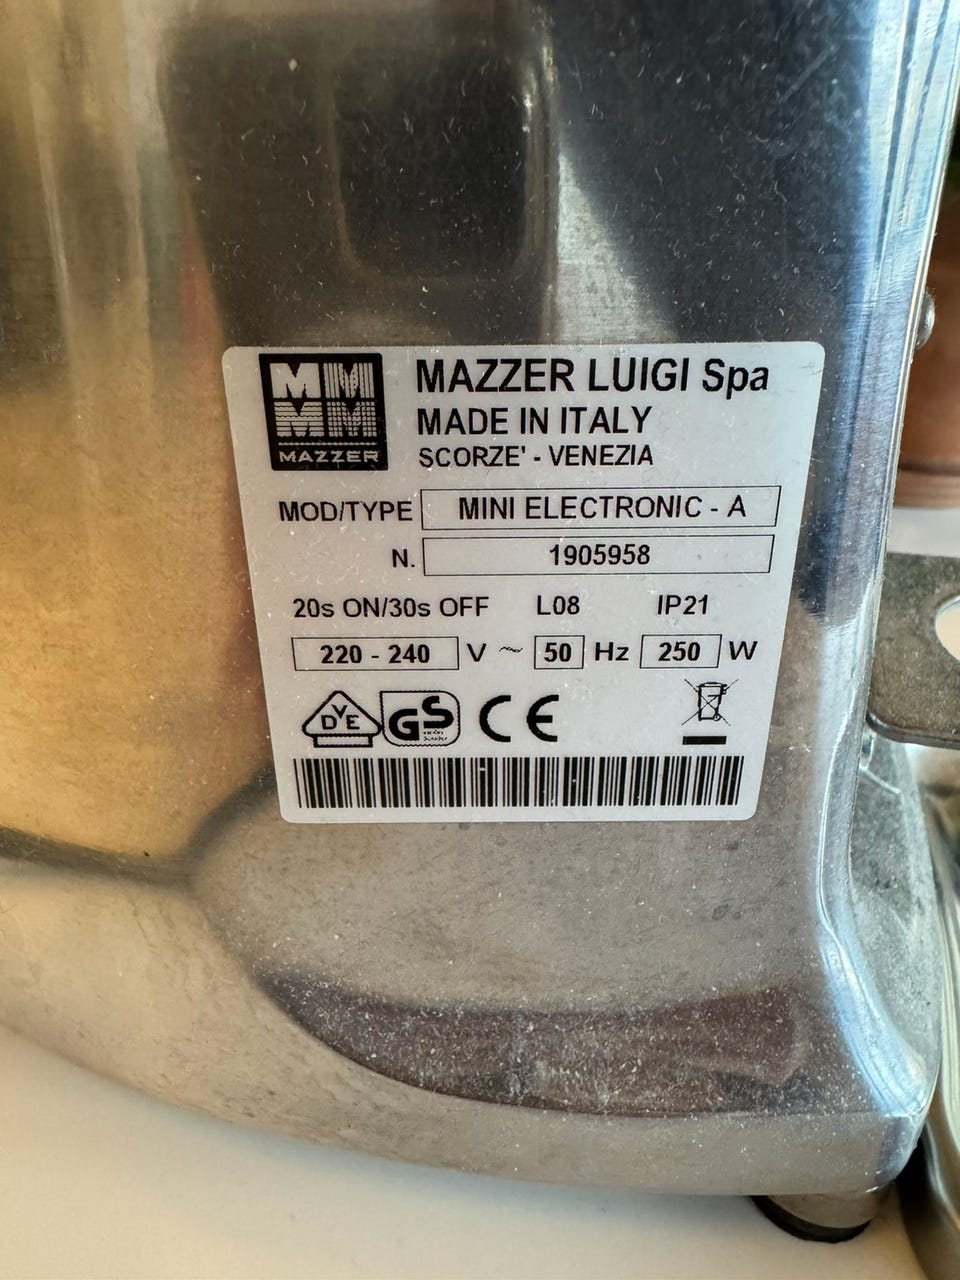 MAZZER
MAZZER LUIGI Spa
MADE IN ITALY
SCORZE' - VENEZIA
MOD/TYPE MINI ELECTRONIC - A
N. 1905958
20s ON/30s OFF L08 IP21
220 - 240 V ~ 50 Hz 250 W
DVE GS CE